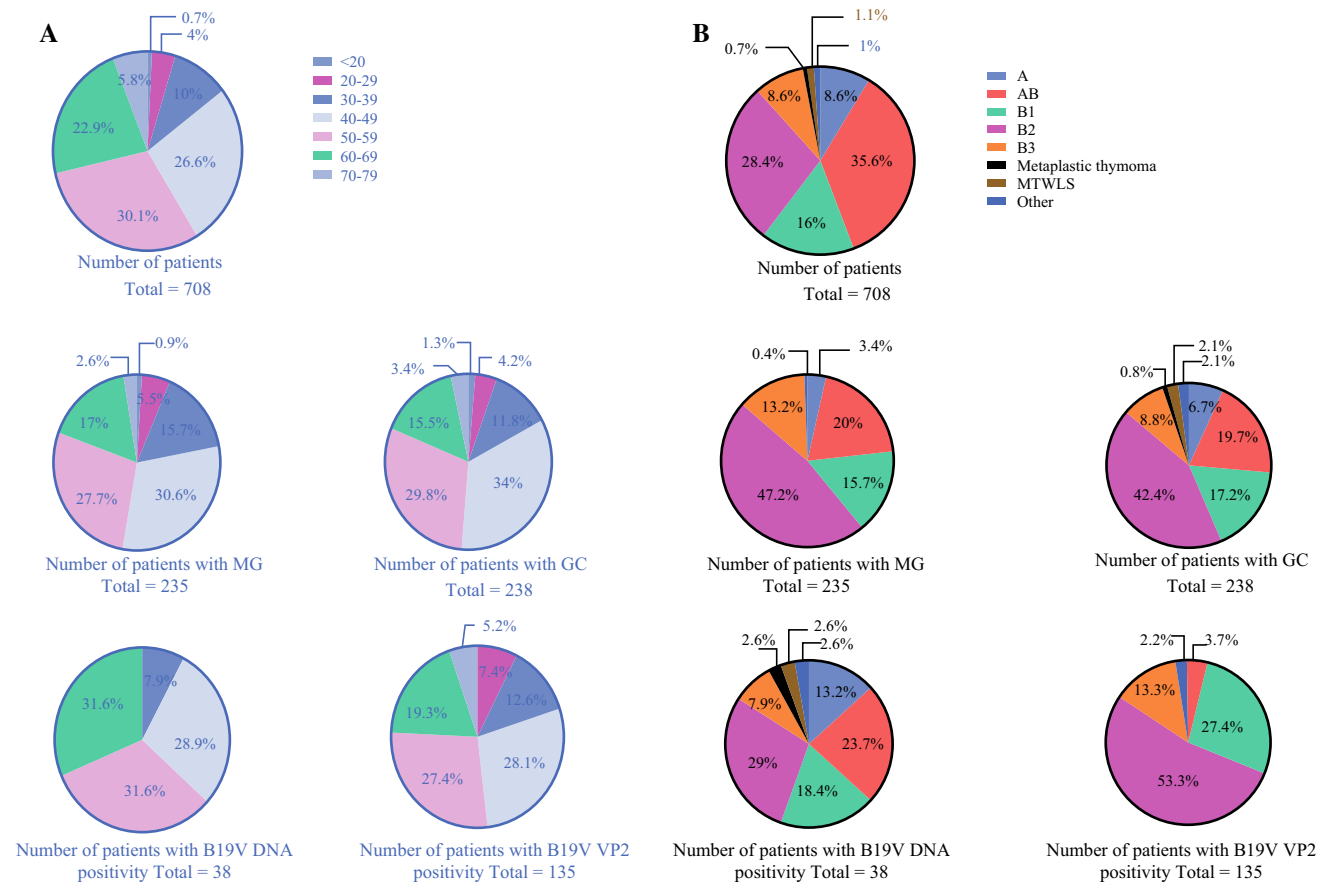 A
0.7%
4%
5.8%
10%
22.9%
26.6%
30.1%
Number of patients
Total = 708
<20
20-29
30-39
40-49
50-59
60-69
70-79
2.6%
0.9%
5.5%
17%
15.7%
27.7%
30.6%
Number of patients with MG
Total = 235
1.3%
3.4%
4.2%
15.5%
11.8%
29.8%
34%
Number of patients with GC
Total = 238
7.9%
31.6%
28.9%
31.6%
Number of patients with B19V DNA
positivity Total = 38
5.2%
7.4%
12.6%
19.3%
28.1%
27.4%
Number of patients with B19V VP2
positivity Total = 135
B
1.1%
0.7%
1%
8.6%
8.6%
28.4%
35.6%
16%
Number of patients
Total = 708
A
AB
B1
B2
B3
Metaplastic thymoma
MTWLS
Other
0.4%
3.4%
13.2%
20%
15.7%
47.2%
Number of patients with MG
Total = 235
2.1%
2.1%
0.8%
6.7%
8.8%
19.7%
42.4%
17.2%
Number of patients with GC
Total = 238
2.6%
2.6%
2.6%
13.2%
7.9%
23.7%
29%
18.4%
Number of patients with B19V DNA
positivity Total = 38
2.2%
3.7%
13.3%
27.4%
53.3%
Number of patients with B19V VP2
positivity Total = 135